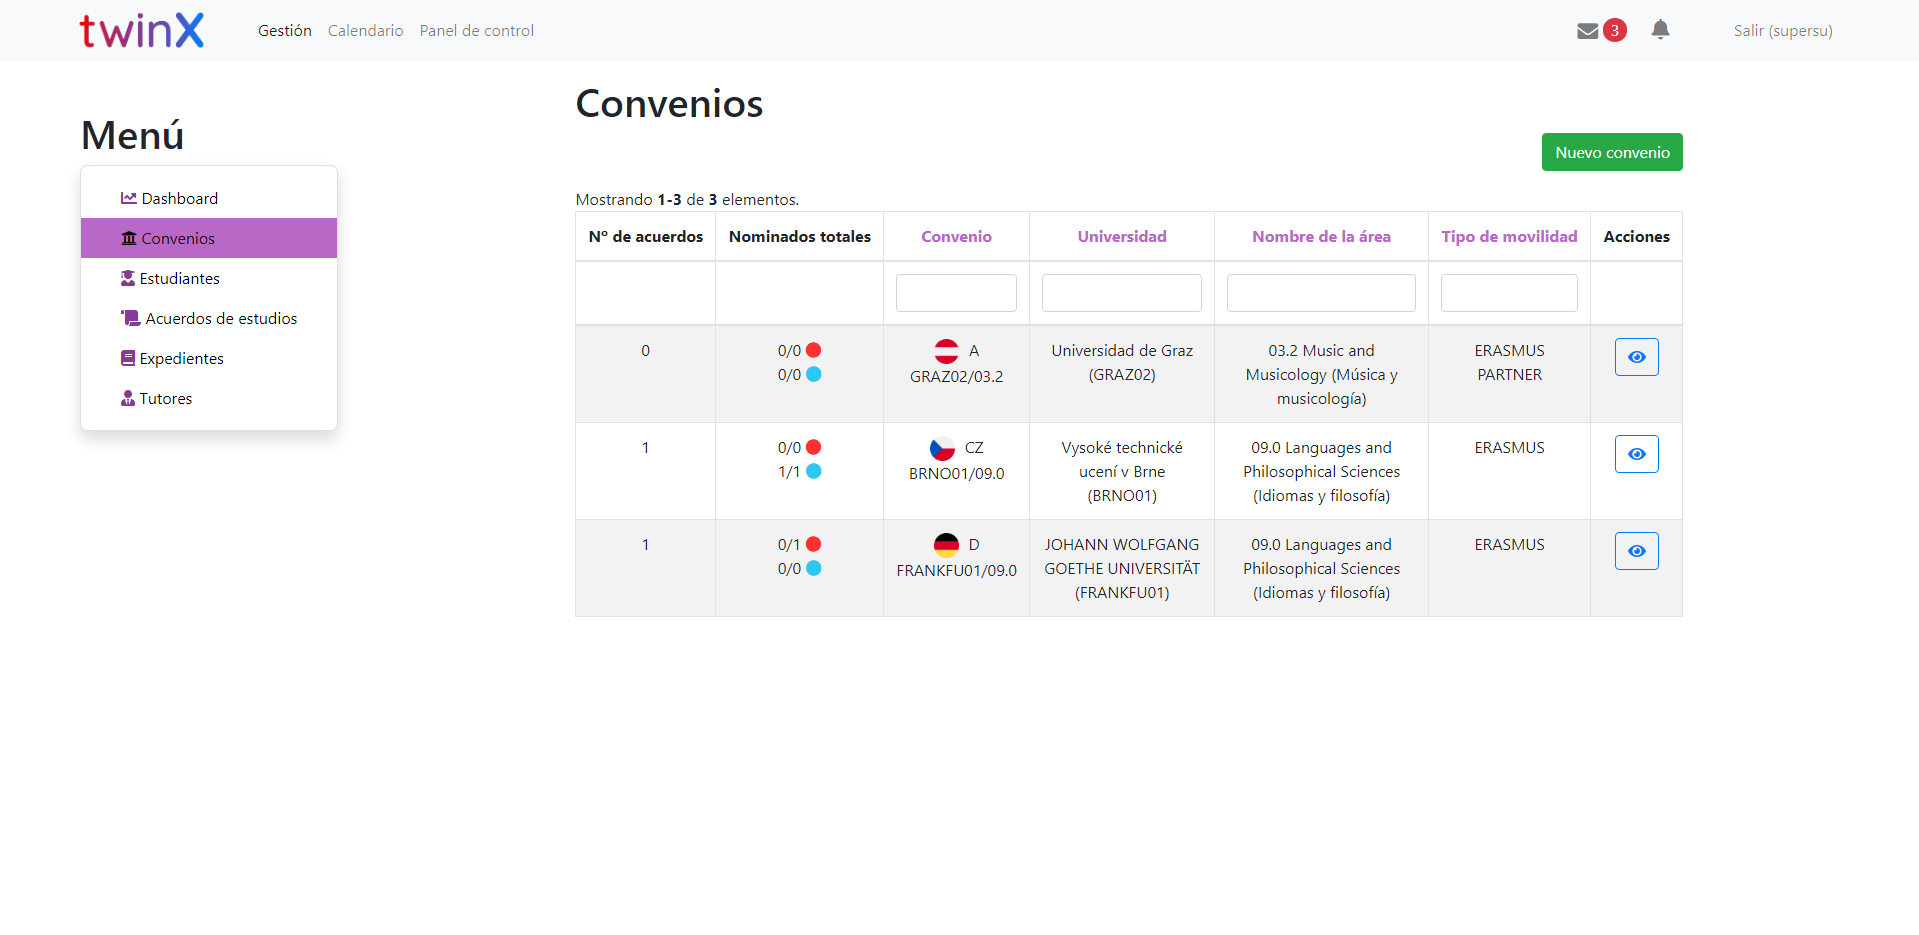 twinX
Gestión Calendario Panel de control
3
Salir (supersu)
Menú
Dashboard
Convenios
Estudiantes
Acuerdos de estudios
Expedientes
Tutores
Convenios
Nuevo convenio
Mostrando 1-3 de 3 elementos.
Nº de acuerdos Nominados totales Convenio Universidad Nombre de la área Tipo de movilidad Acciones
0
0/0
0/0
A
GRAZ02/03.2
Universidad de Graz
(GRAZ02)
03.2 Music and
Musicology (Música y
musicología)
ERASMUS
PARTNER
1
0/0
1/1
CZ
BRNO01/09.0
Vysoké technické
ucení v Brne
(BRNO01)
09.0 Languages and
Philosophical Sciences
(Idiomas y filosofía)
ERASMUS
1
0/1
0/0
D
FRANKFU01/09.0
JOHANN WOLFGANG
GOETHE UNIVERSITÄT
(FRANKFU01)
09.0 Languages and
Philosophical Sciences
(Idiomas y filosofía)
ERASMUS